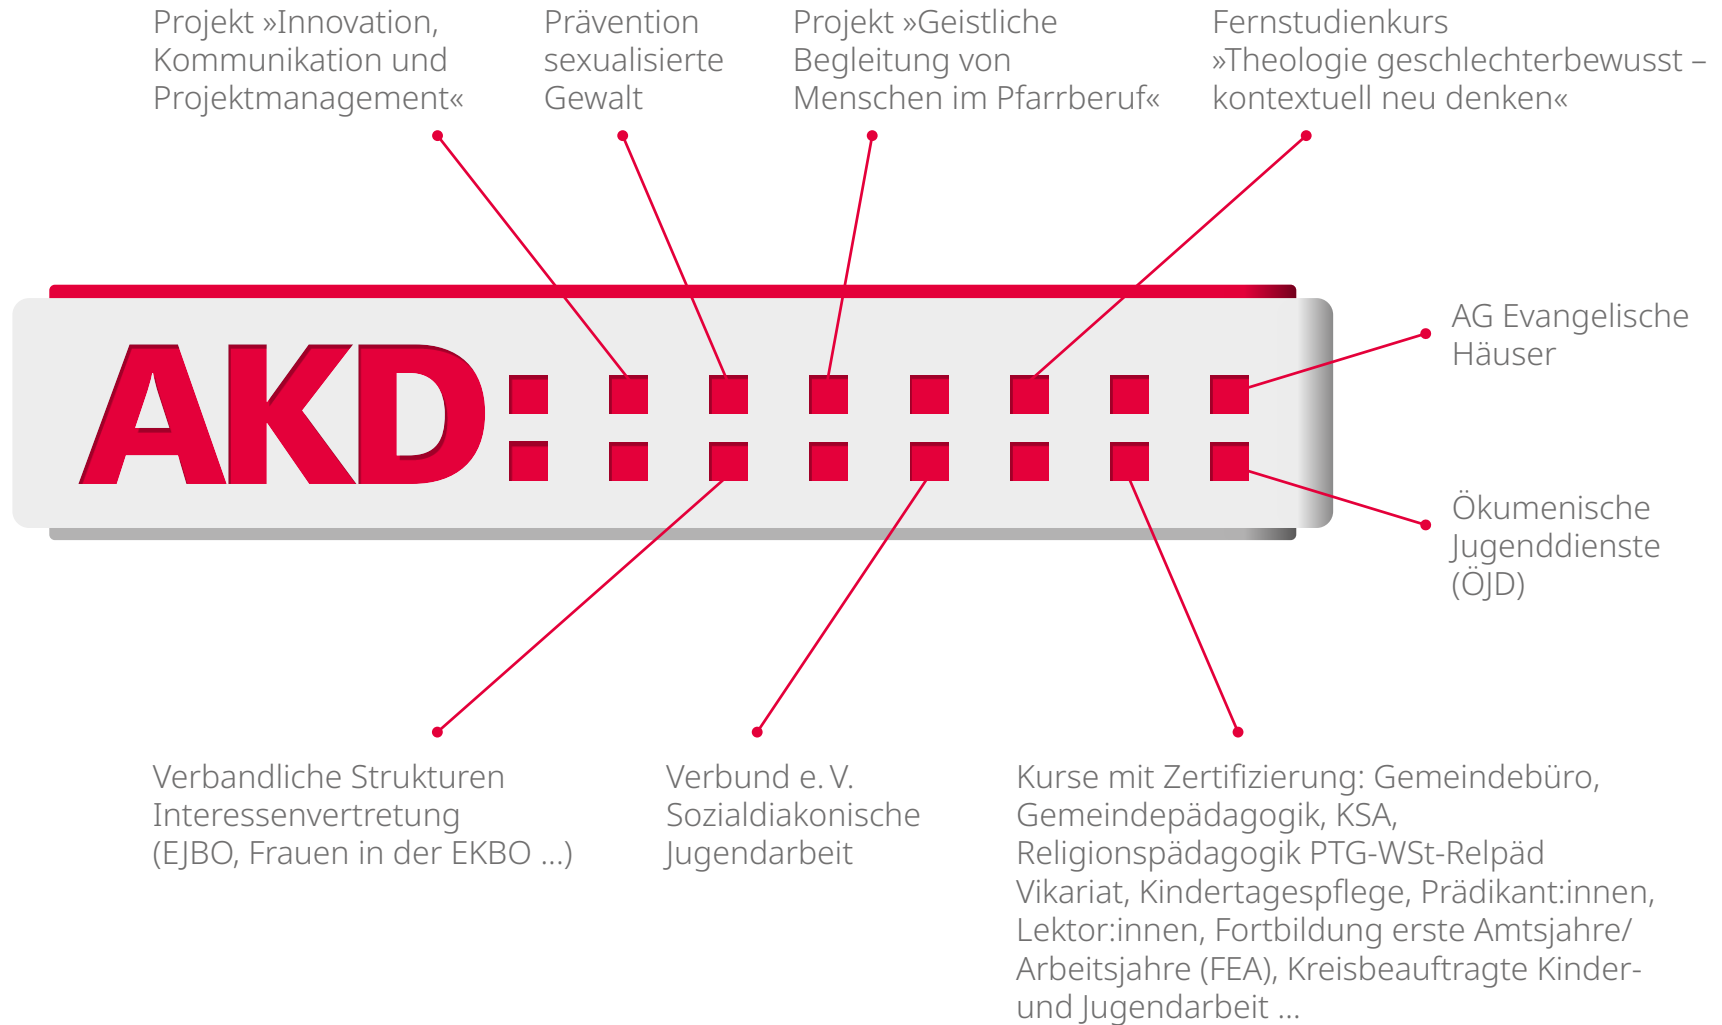 Projekt »Innovation,
Kommunikation und
Projektmanagement«
Prävention
sexualisierte
Gewalt
Projekt »Geistliche
Begleitung von
Menschen im Pfarrberuf«
Fernstudienkurs
»Theologie geschlechterbewusst –
kontextuell neu denken«
AKD
AG Evangelische
Häuser
Ökumenische
Jugenddienste
(ÖJD)
Verbandliche Strukturen
Interessenvertretung
(EJBO, Frauen in der EKBO ...)
Verbund e. V.
Sozialdiakonische
Jugendarbeit
Kurse mit Zertifizierung: Gemeindebüro,
Gemeindepädagogik, KSA,
Religionspädagogik PTG-WSt-Relpäd
Vikariat, Kindertagespflege, Prädikant:innen,
Lektor:innen, Fortbildung erste Amtsjahre/
Arbeitsjahre (FEA), Kreisbeauftragte Kinder-
und Jugendarbeit ...